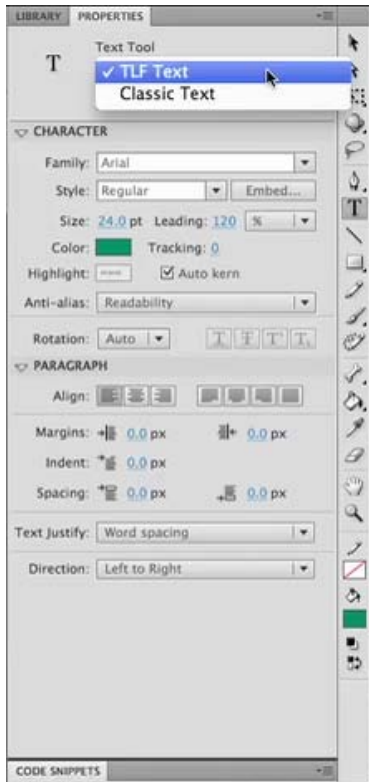 LIBRARY PROPERTIES
Text Tool
T
✓ TLF Text
Classic Text
CHARACTER
Family: Arial
Style: Regular Embed...
Size: 24.0 pt Leading: 120 %
Color: Tracking: 0
Highlight: Auto kern
Anti-alias: Readability
Rotation: Auto T T T¹ T₁
PARAGRAPH
Align:
Margins: 0.0 px 0.0 px
Indent: 0.0 px
Spacing: 0.0 px 0.0 px
Text Justify: Word spacing
Direction: Left to Right
CODE SNIPPETS